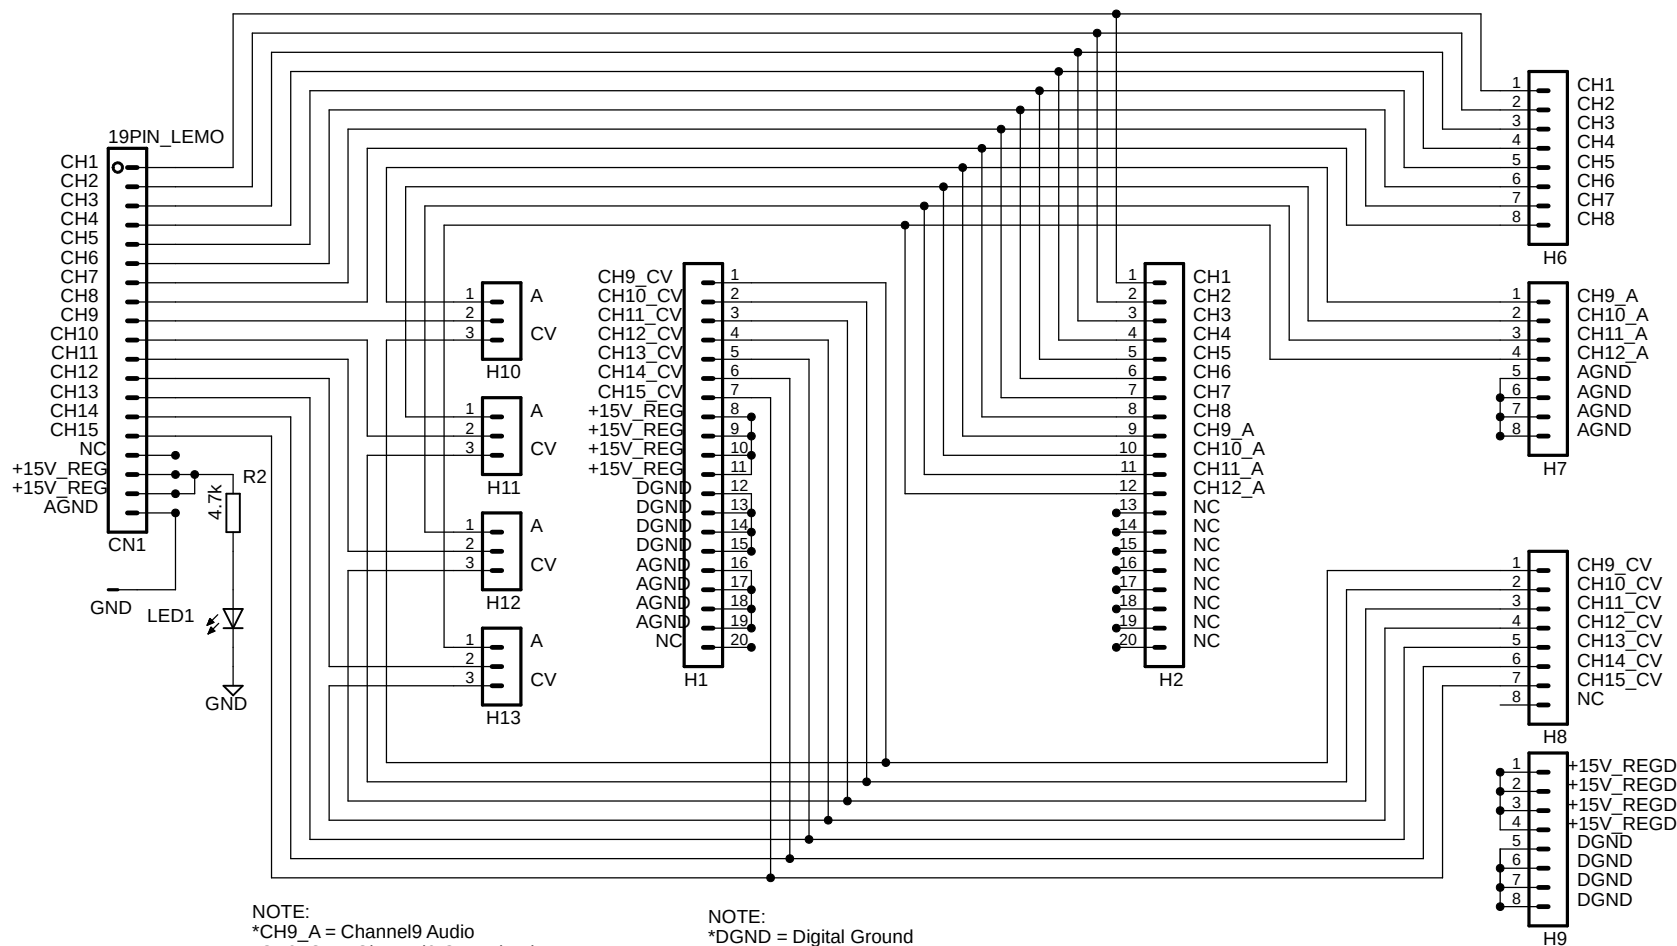 19PIN_LEMO
CH1
CH2
CH3
CH4
CH5
CH6
CH7
CH8
CH9
CH10
CH11
CH12
CH13
CH14
CH15
NC
+15V_REG
+15V_REG
AGND
CN1
GND
R2
4.7k
LED1
GND
1 A
2
3 CV
H10
1 A
2
3 CV
H11
1 A
2
3 CV
H12
1 A
2
3 CV
H13
CH9_CV 1
CH10_CV 2
CH11_CV 3
CH12_CV 4
CH13_CV 5
CH14_CV 6
CH15_CV 7
+15V_REG 8
+15V_REG 9
+15V_REG 10
+15V_REG 11
DGND 12
DGND 13
DGND 14
DGND 15
AGND 16
AGND 17
AGND 18
AGND 19
NC 20
H1
1 CH1
2 CH2
3 CH3
4 CH4
5 CH5
6 CH6
7 CH7
8 CH8
9 CH9_A
10 CH10_A
11 CH11_A
12 CH12_A
13 NC
14 NC
15 NC
16 NC
17 NC
18 NC
19 NC
20 NC
H2
1 CH1
2 CH2
3 CH3
4 CH4
5 CH5
6 CH6
7 CH7
8 CH8
H6
1 CH9_A
2 CH10_A
3 CH11_A
4 CH12_A
5 AGND
6 AGND
7 AGND
8 AGND
H7
1 CH9_CV
2 CH10_CV
3 CH11_CV
4 CH12_CV
5 CH13_CV
6 CH14_CV
7 CH15_CV
8 NC
H8
1 +15V_REGD
2 +15V_REGD
3 +15V_REGD
4 +15V_REGD
5 DGND
6 DGND
7 DGND
8 DGND
H9
NOTE:
*CH9_A = Channel9 Audio
NOTE:
*DGND = Digital Ground